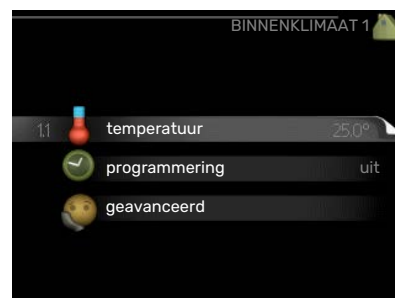 BINNENKLIMAAT 1
1.1 temperatuur 25.0°
programmering uit
geavanceerd